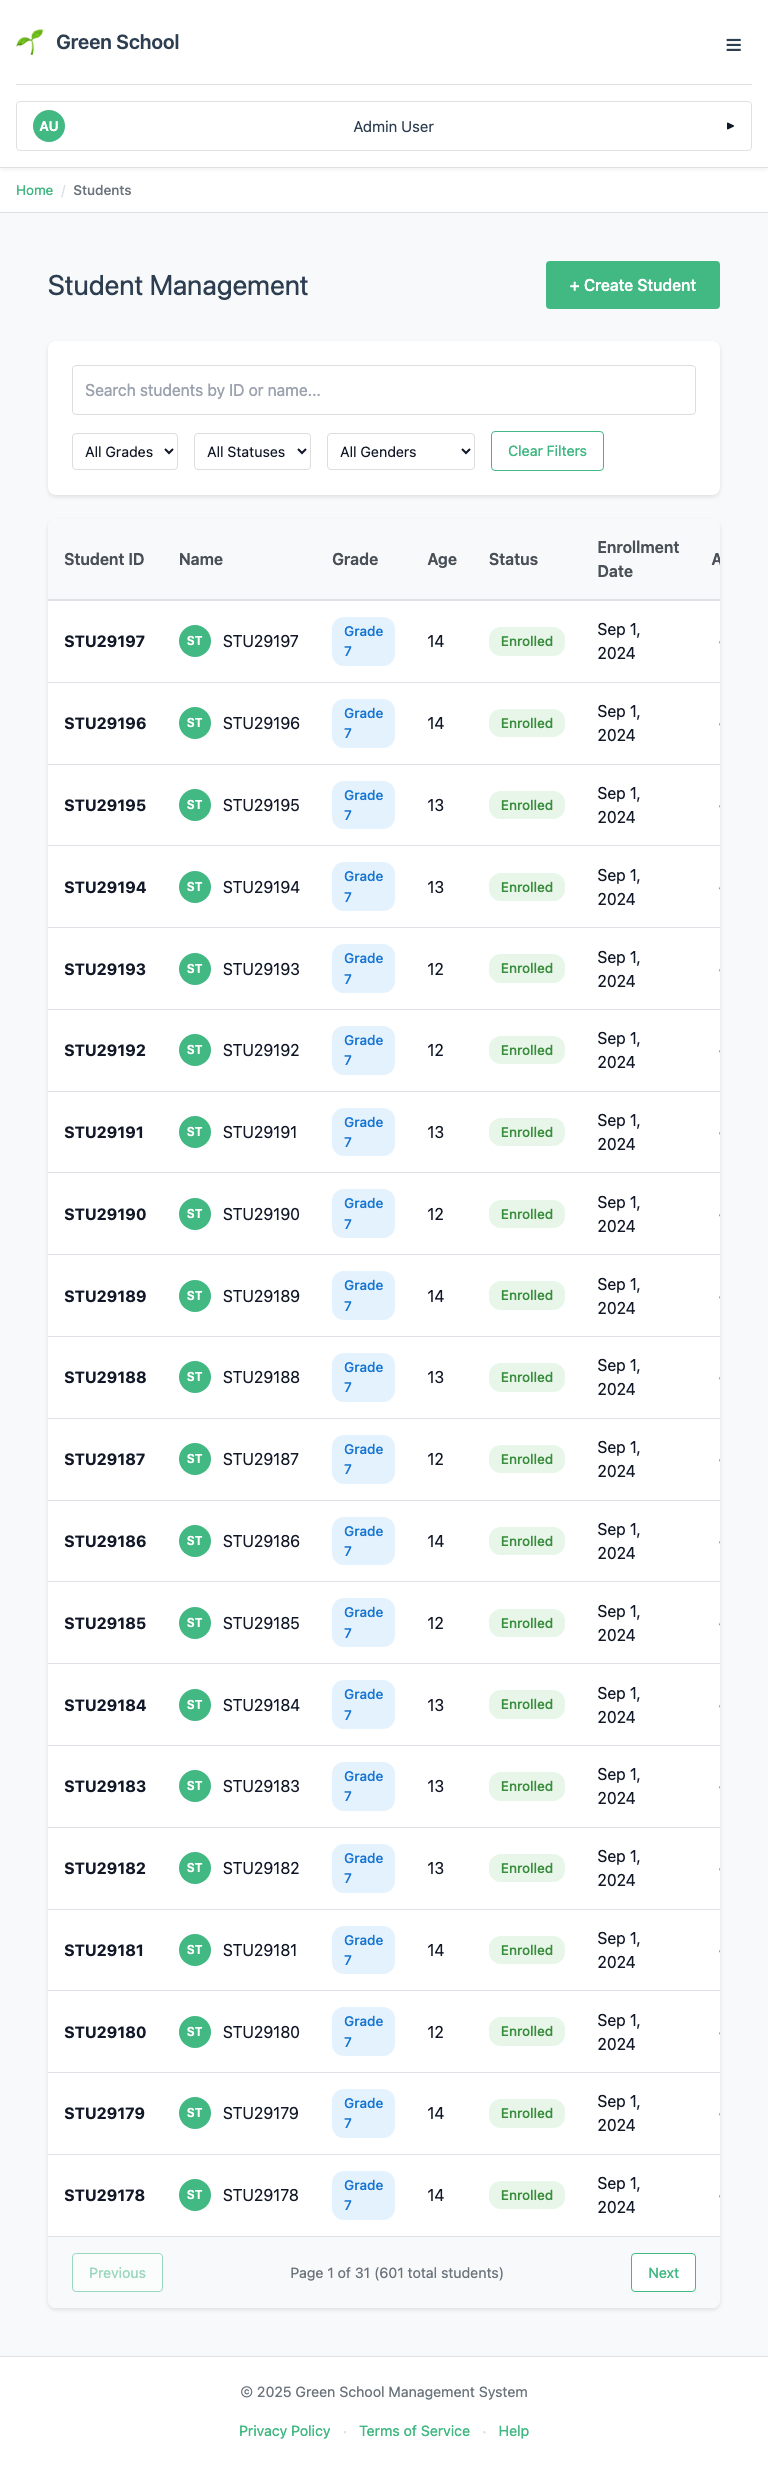 Green School
AU Admin User
Home / Students
Student Management
+ Create Student
Search students by ID or name...
All Grades All Statuses All Genders Clear Filters
Student ID Name Grade Age Status Enrollment Date A
STU29197 ST STU29197 Grade 7 14 Enrolled Sep 1, 2024
STU29196 ST STU29196 Grade 7 14 Enrolled Sep 1, 2024
STU29195 ST STU29195 Grade 7 13 Enrolled Sep 1, 2024
STU29194 ST STU29194 Grade 7 13 Enrolled Sep 1, 2024
STU29193 ST STU29193 Grade 7 12 Enrolled Sep 1, 2024
STU29192 ST STU29192 Grade 7 12 Enrolled Sep 1, 2024
STU29191 ST STU29191 Grade 7 13 Enrolled Sep 1, 2024
STU29190 ST STU29190 Grade 7 12 Enrolled Sep 1, 2024
STU29189 ST STU29189 Grade 7 14 Enrolled Sep 1, 2024
STU29188 ST STU29188 Grade 7 13 Enrolled Sep 1, 2024
STU29187 ST STU29187 Grade 7 12 Enrolled Sep 1, 2024
STU29186 ST STU29186 Grade 7 14 Enrolled Sep 1, 2024
STU29185 ST STU29185 Grade 7 12 Enrolled Sep 1, 2024
STU29184 ST STU29184 Grade 7 13 Enrolled Sep 1, 2024
STU29183 ST STU29183 Grade 7 13 Enrolled Sep 1, 2024
STU29182 ST STU29182 Grade 7 13 Enrolled Sep 1, 2024
STU29181 ST STU29181 Grade 7 14 Enrolled Sep 1, 2024
STU29180 ST STU29180 Grade 7 12 Enrolled Sep 1, 2024
STU29179 ST STU29179 Grade 7 14 Enrolled Sep 1, 2024
STU29178 ST STU29178 Grade 7 14 Enrolled Sep 1, 2024
Previous Page 1 of 31 (601 total students) Next
© 2025 Green School Management System
Privacy Policy · Terms of Service · Help